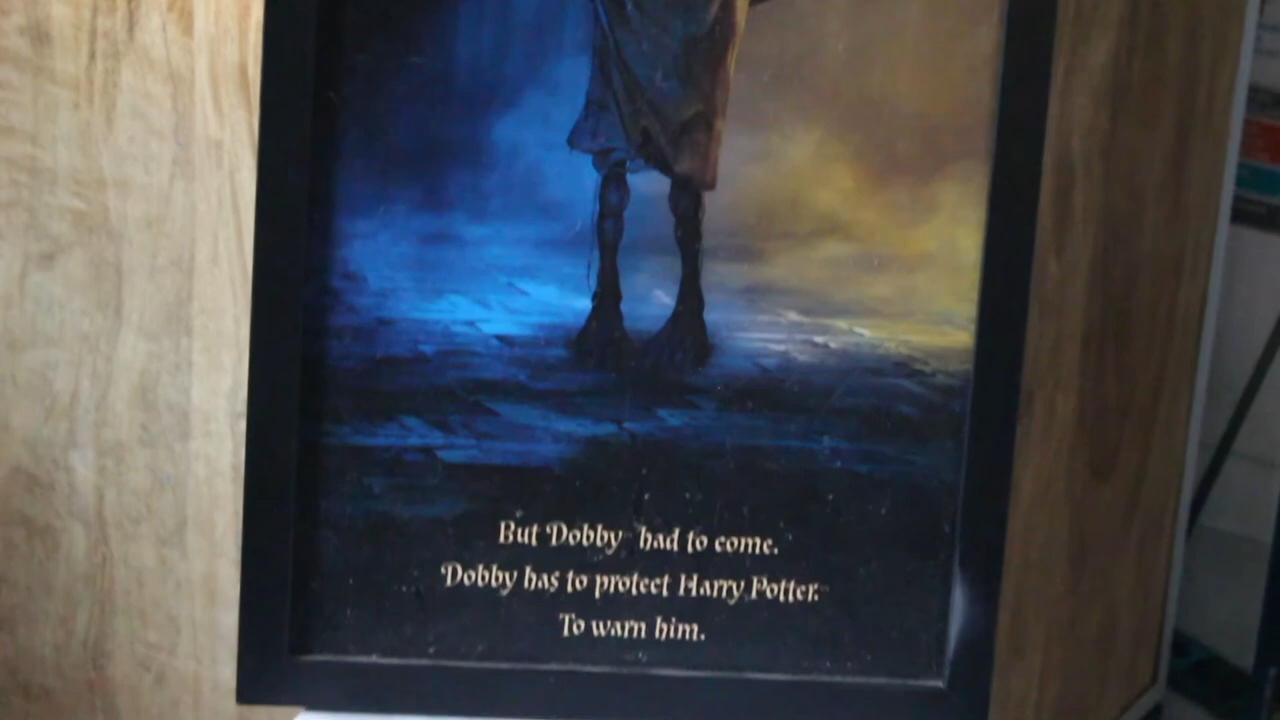 But Dobby had to come.
Dobby has to protect Harry Potter.
To warn him.